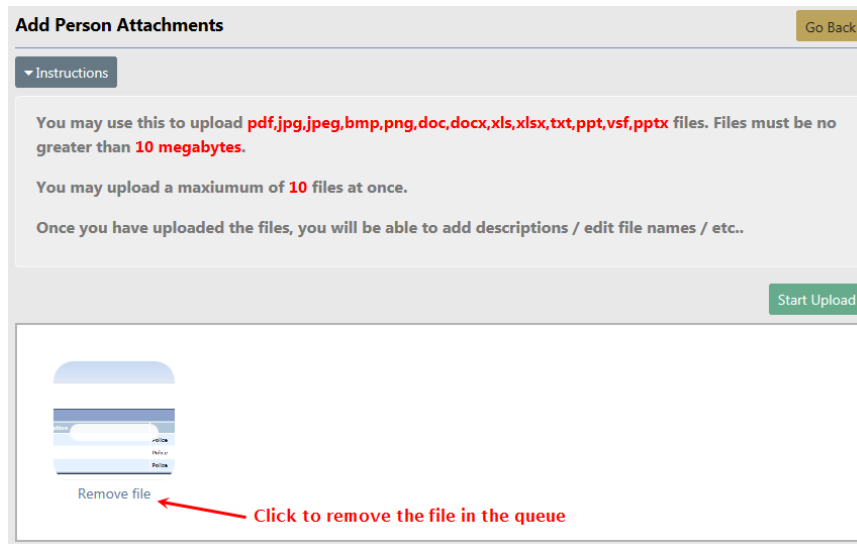 Add Person Attachments
Go Back
Instructions
You may use this to upload pdf,jpg,jpeg,bmp,png,doc,docx,xls,xlsx,txt,ppt,vsf,pptx files. Files must be no
greater than 10 megabytes.
You may upload a maxiumum of 10 files at once.
Once you have uploaded the files, you will be able to add descriptions / edit file names / etc..
Start Upload
Police
Police
Police
Remove file
Click to remove the file in the queue